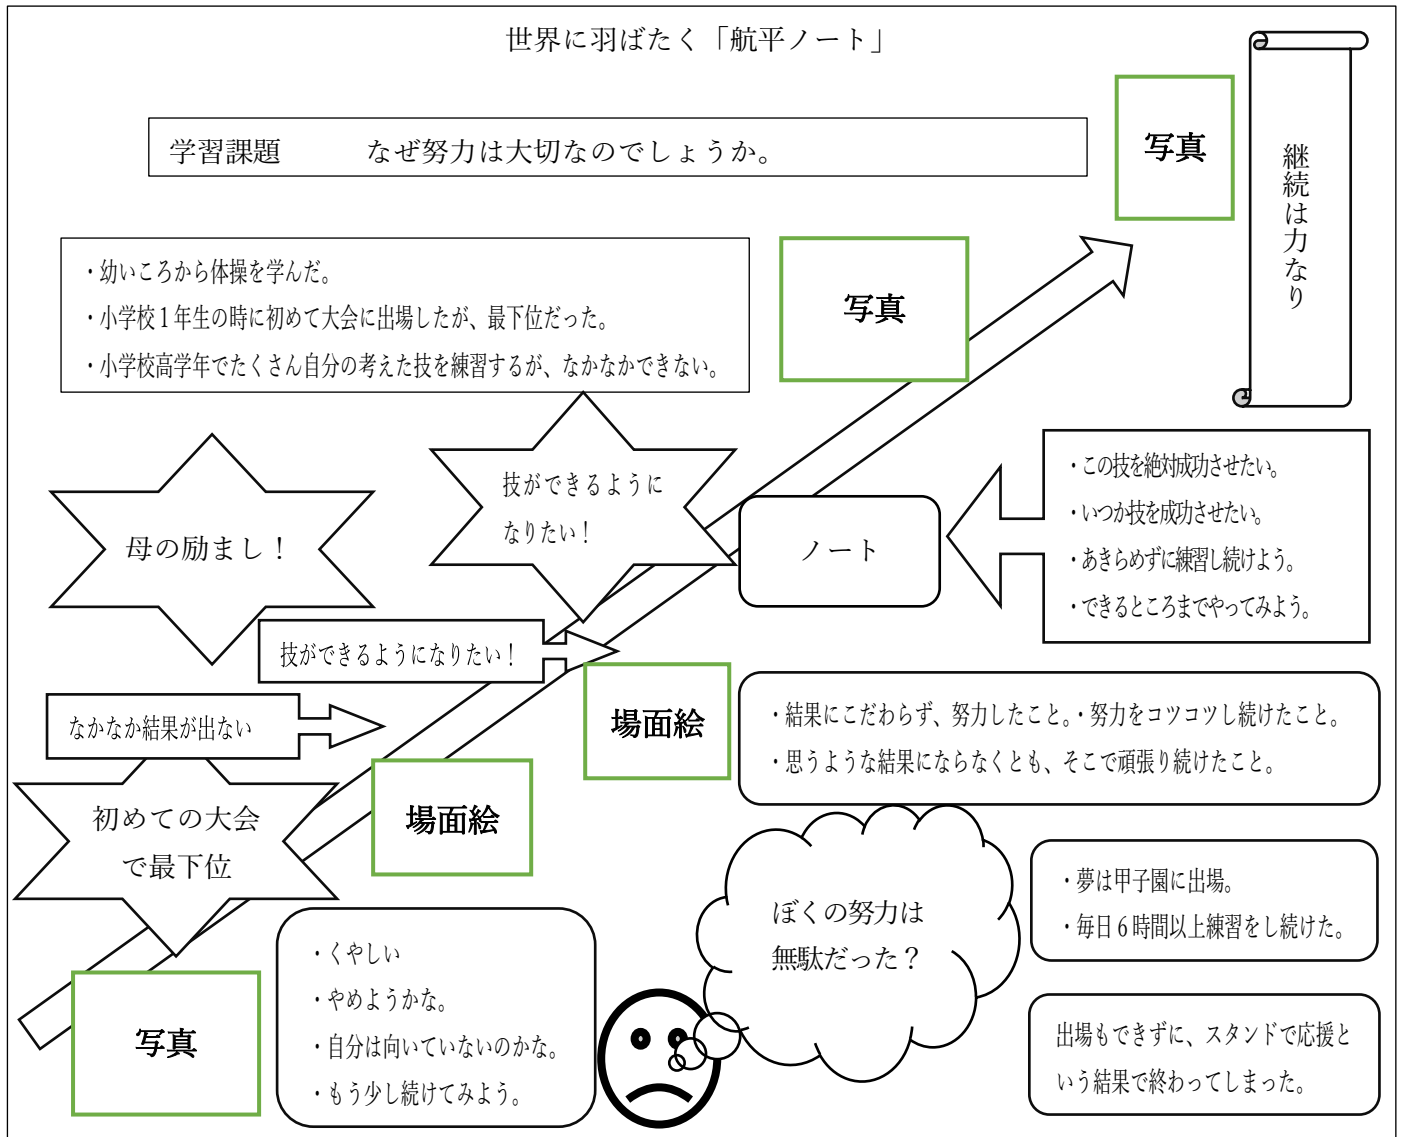 世界に羽ばたく「航平ノート」
学習課題　　　なぜ努力は大切なのでしょうか。
写真
継続は力なり
・幼いころから体操を学んだ。
・小学校１年生の時に初めて大会に出場したが、最下位だった。
・小学校高学年でたくさん自分の考えた技を練習するが、なかなかできない。
写真
技ができるように
なりたい！
母の励まし！
ノート
・この技を絶対成功させたい。
・いつか技を成功させたい。
・あきらめずに練習し続けよう。
・できるところまでやってみよう。
技ができるようになりたい！
なかなか結果が出ない
場面絵
・結果にこだわらず、努力したこと。・努力をコツコツし続けたこと。
・思うような結果にならなくとも、そこで頑張り続けたこと。
初めての大会
で最下位
場面絵
ぼくの努力は
無駄だった？
・夢は甲子園に出場。
・毎日６時間以上練習をし続けた。
・くやしい
・やめようかな。
・自分は向いていないのかな。
・もう少し続けてみよう。
写真
出場もできずに、スタンドで応援と
いう結果で終わってしまった。